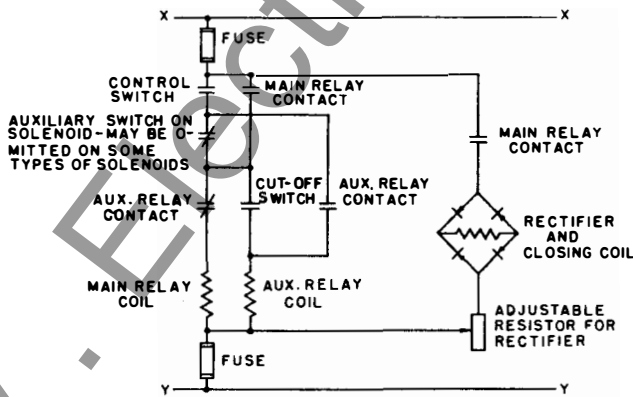 X X
FUSE
CONTROL
SWITCH
MAIN RELAY
CONTACT
AUXILIARY SWITCH ON
SOLENOID-MAY BE O-
MITTED ON SOME
TYPES OF SOLENOIDS
MAIN RELAY
CONTACT
AUX. RELAY
CONTACT
CUT-OFF
SWITCH
AUX. RELAY
CONTACT
RECTIFIER
AND
CLOSING COIL
MAIN RELAY
COIL
AUX. RELAY
COIL
ADJUSTABLE
RESISTOR FOR
RECTIFIER
FUSE
Y Y
. Electr